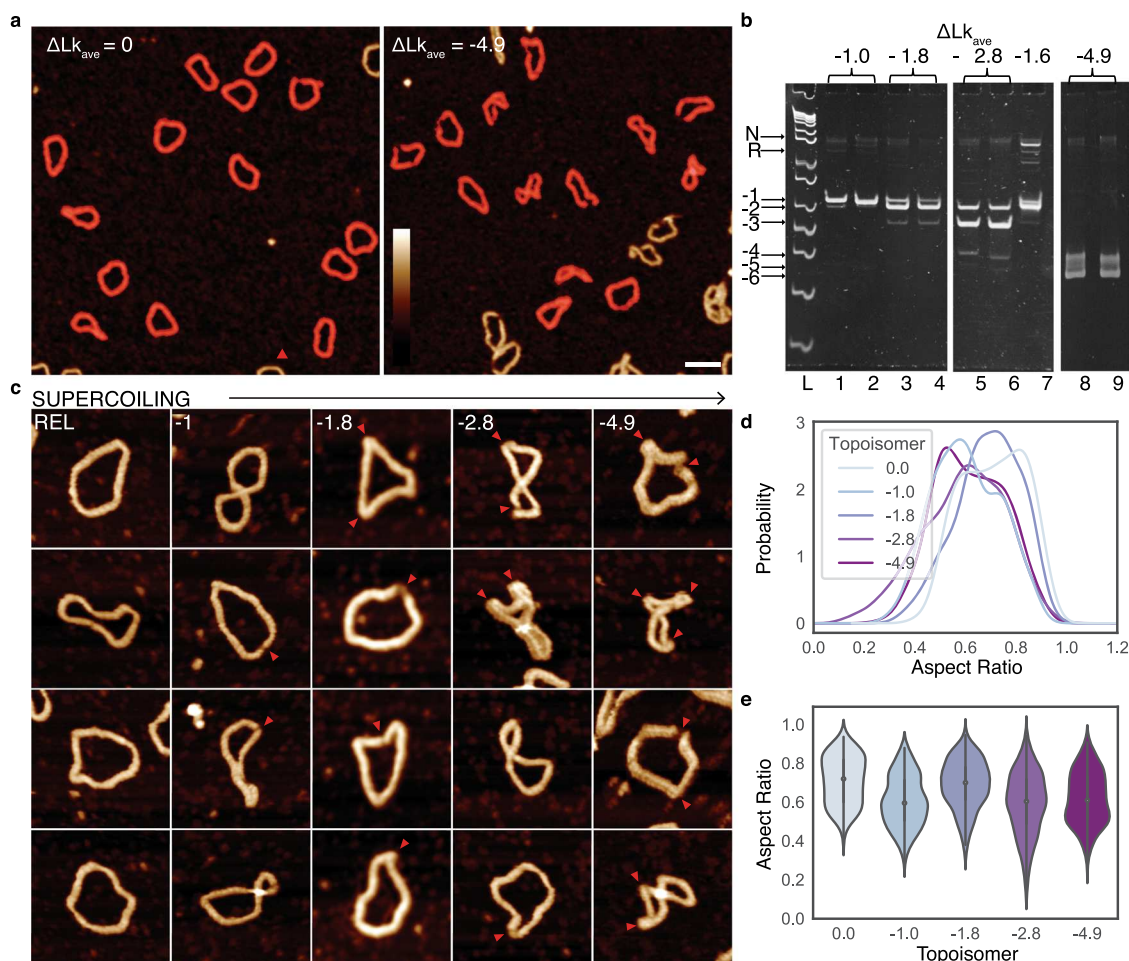 a
ΔLk_ave = 0
ΔLk_ave = -4.9
b
ΔLk_ave
-1.0 -1.8 - 2.8 -1.6 -4.9
N
R
-1
-2
-3
-4
-5
-6
L 1 2 3 4 5 6 7 8 9
c
SUPERCOILING
REL -1 -1.8 -2.8 -4.9
d
Probability
3
2
1
0
Topoisomer
0.0
-1.0
-1.8
-2.8
-4.9
0.0 0.2 0.4 0.6 0.8 1.0 1.2
Aspect Ratio
e
Aspect Ratio
1.0
0.8
0.6
0.4
0.2
0.0
0.0 -1.0 -1.8 -2.8 -4.9
Topoisomer